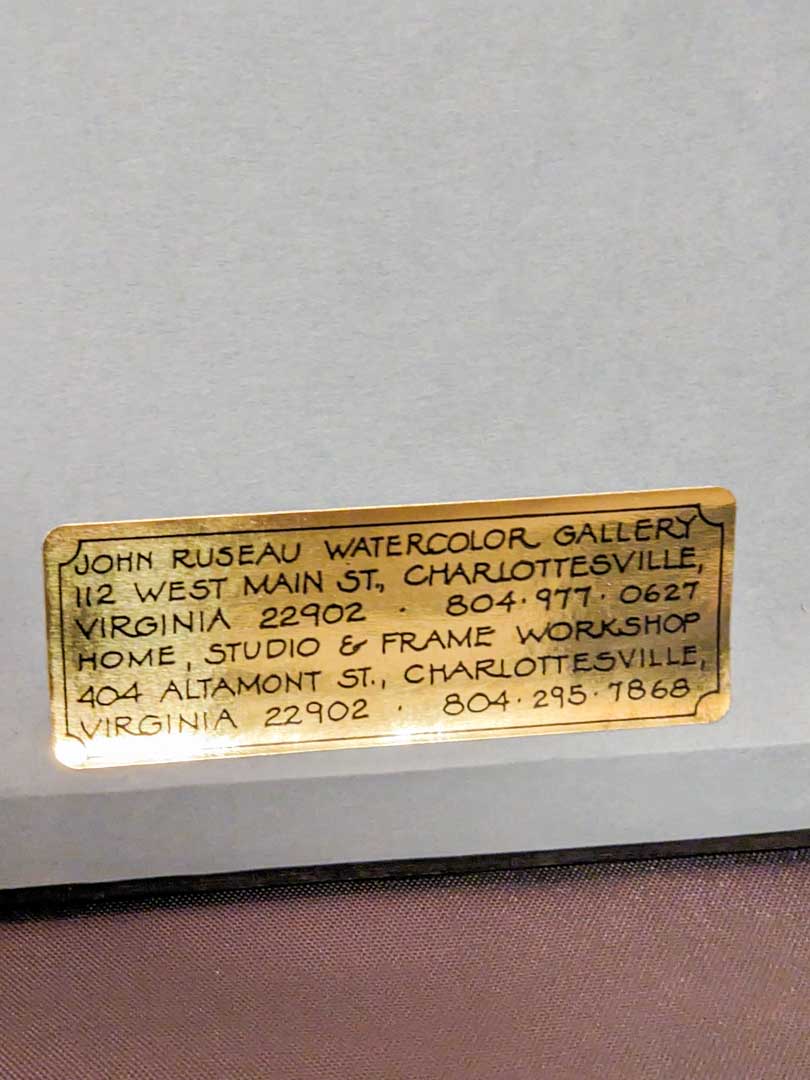 JOHN RUSEAU WATERCOLOR GALLERY
112 WEST MAIN ST., CHARLOTTESVILLE,
VIRGINIA 22902 · 804·977·0627
HOME, STUDIO & FRAME WORKSHOP
404 ALTAMONT ST., CHARLOTTESVILLE,
VIRGINIA 22902 · 804·295·7868